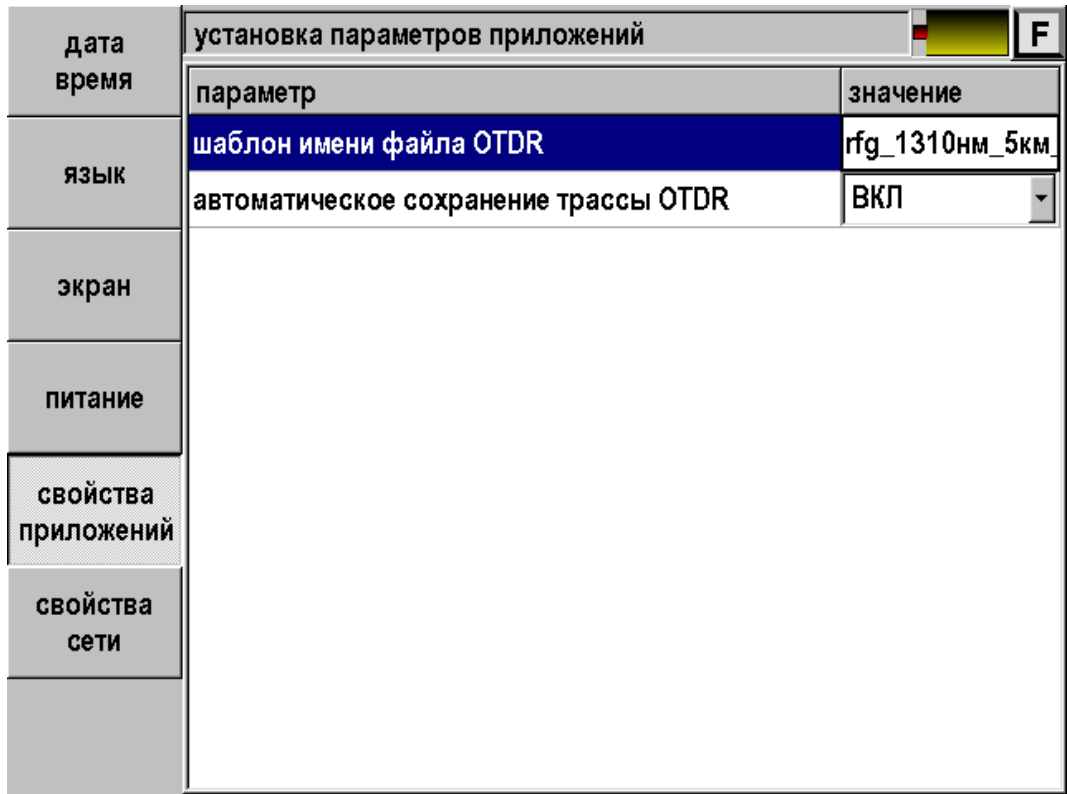 дата
время
язык
экран
питание
свойства
приложений
свойства
сети
установка параметров приложений
F
параметр значение
шаблон имени файла OTDR rfg_1310нм_5км_
автоматическое сохранение трассы OTDR ВКЛ